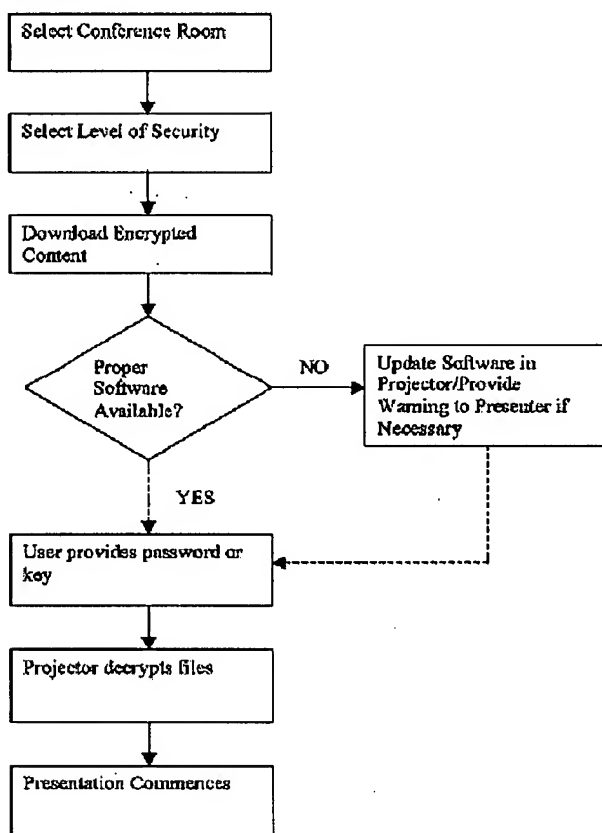 Select Conference Room
Select Level of Security
Download Encrypted
Content
Proper
Software
Available?
NO
Update Software in
Projector/Provide
Warning to Presenter if
Necessary
YES
User provides password or
key
Projector decrypts files
Presentation Commences